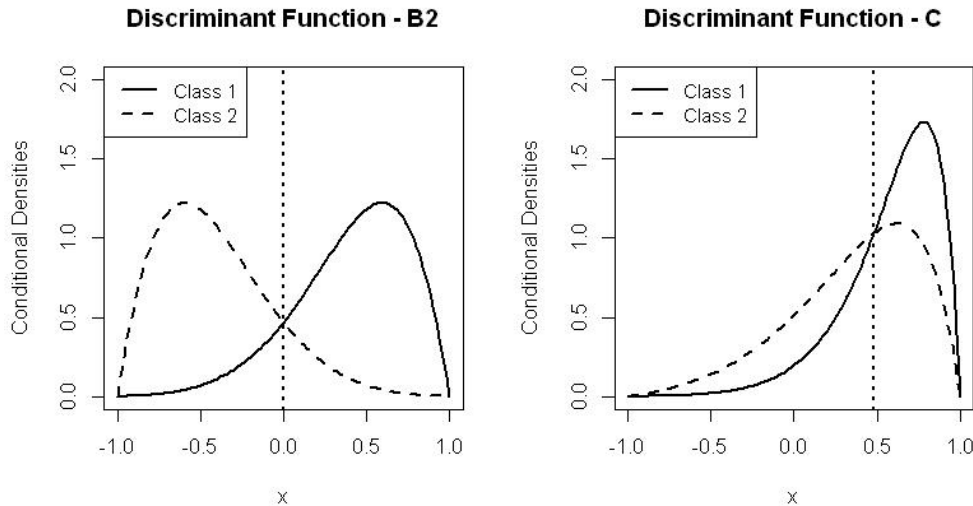 Discriminant Function - B2
Class 1
Class 2
Conditional Densities
2.0
1.5
1.0
0.5
0.0
-1.0 -0.5 0.0 0.5 1.0
x
Discriminant Function - C
Class 1
Class 2
Conditional Densities
2.0
1.5
1.0
0.5
0.0
-1.0 -0.5 0.0 0.5 1.0
x